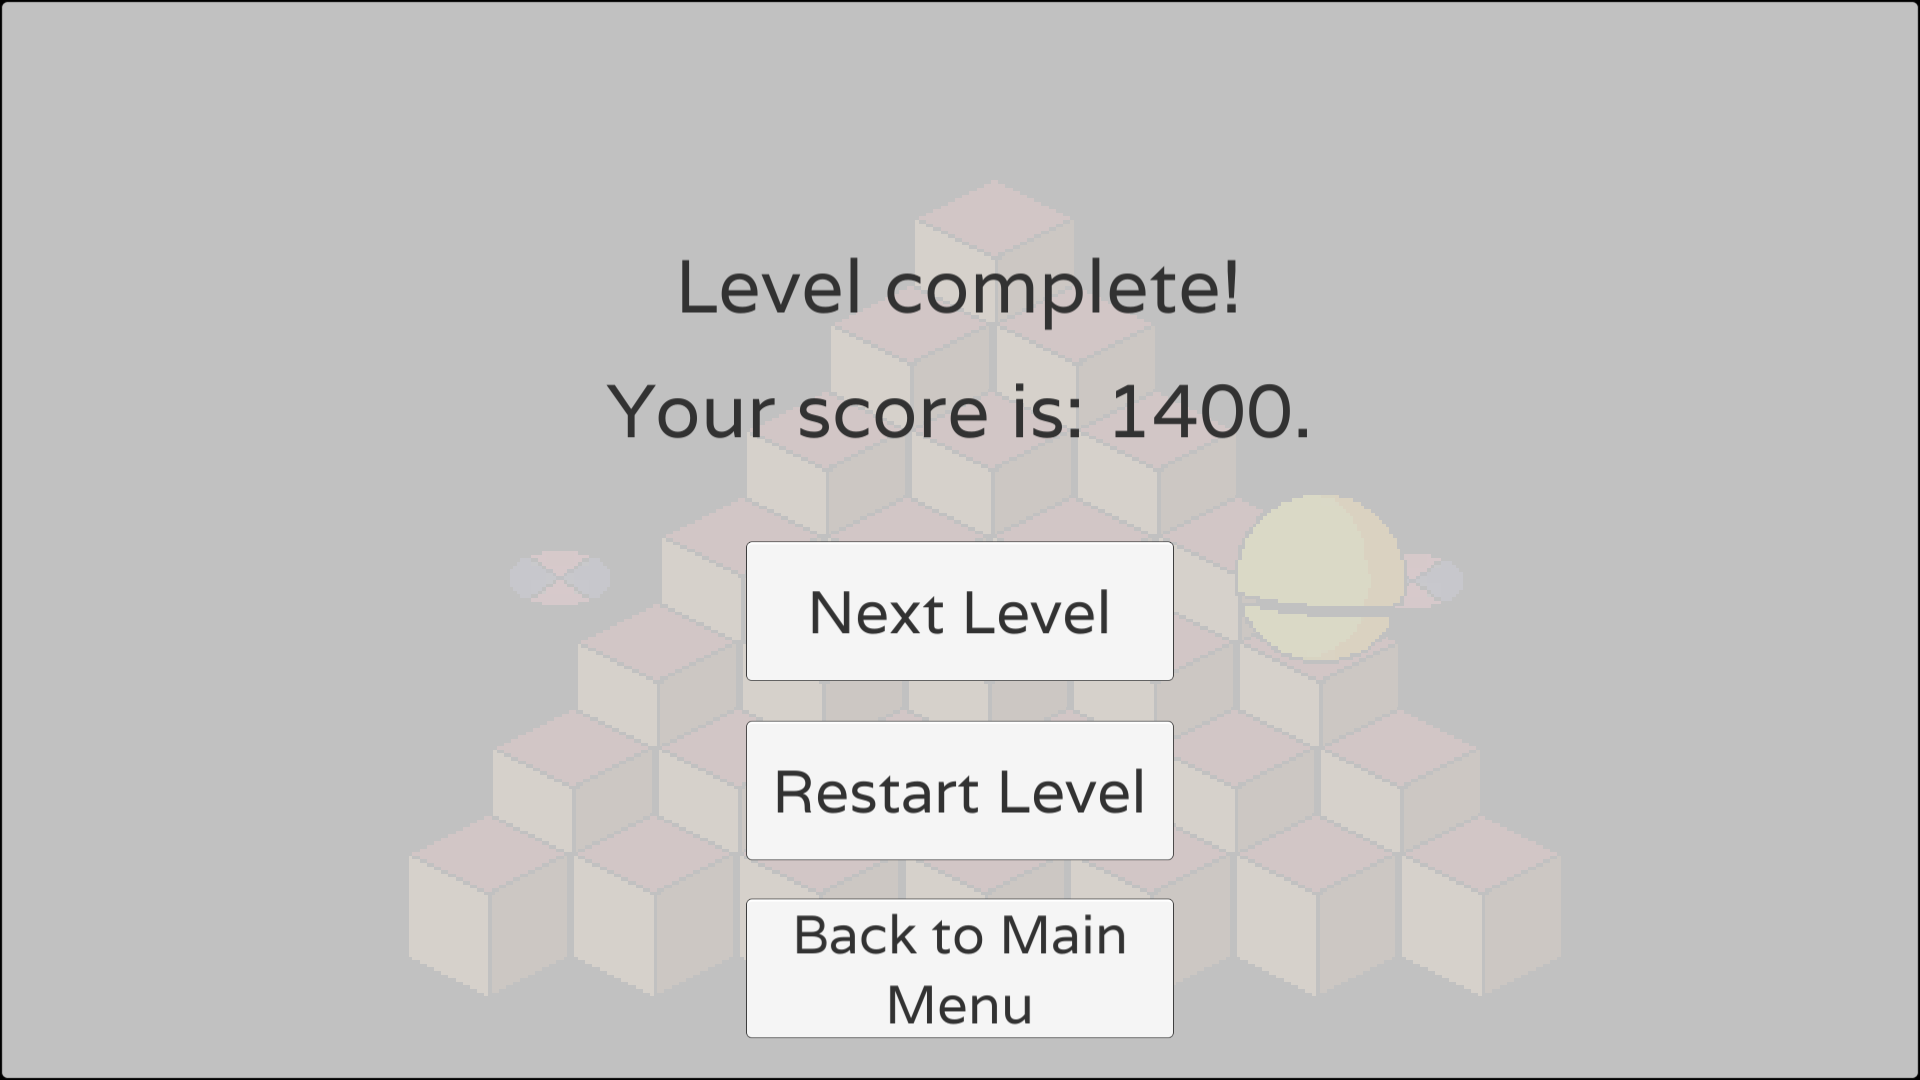 Level complete!
Your score is: 1400.
Next Level
Restart Level
Back to Main
Menu